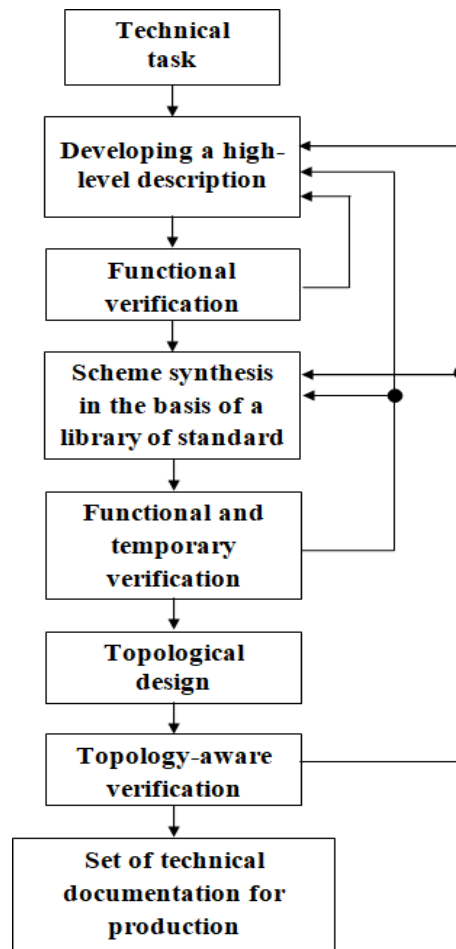 Technical
task
Developing a high-
level description
Functional
verification
Scheme synthesis
in the basis of a
library of standard
Functional and
temporary
verification
Topological
design
Topology-aware
verification
Set of technical
documentation for
production